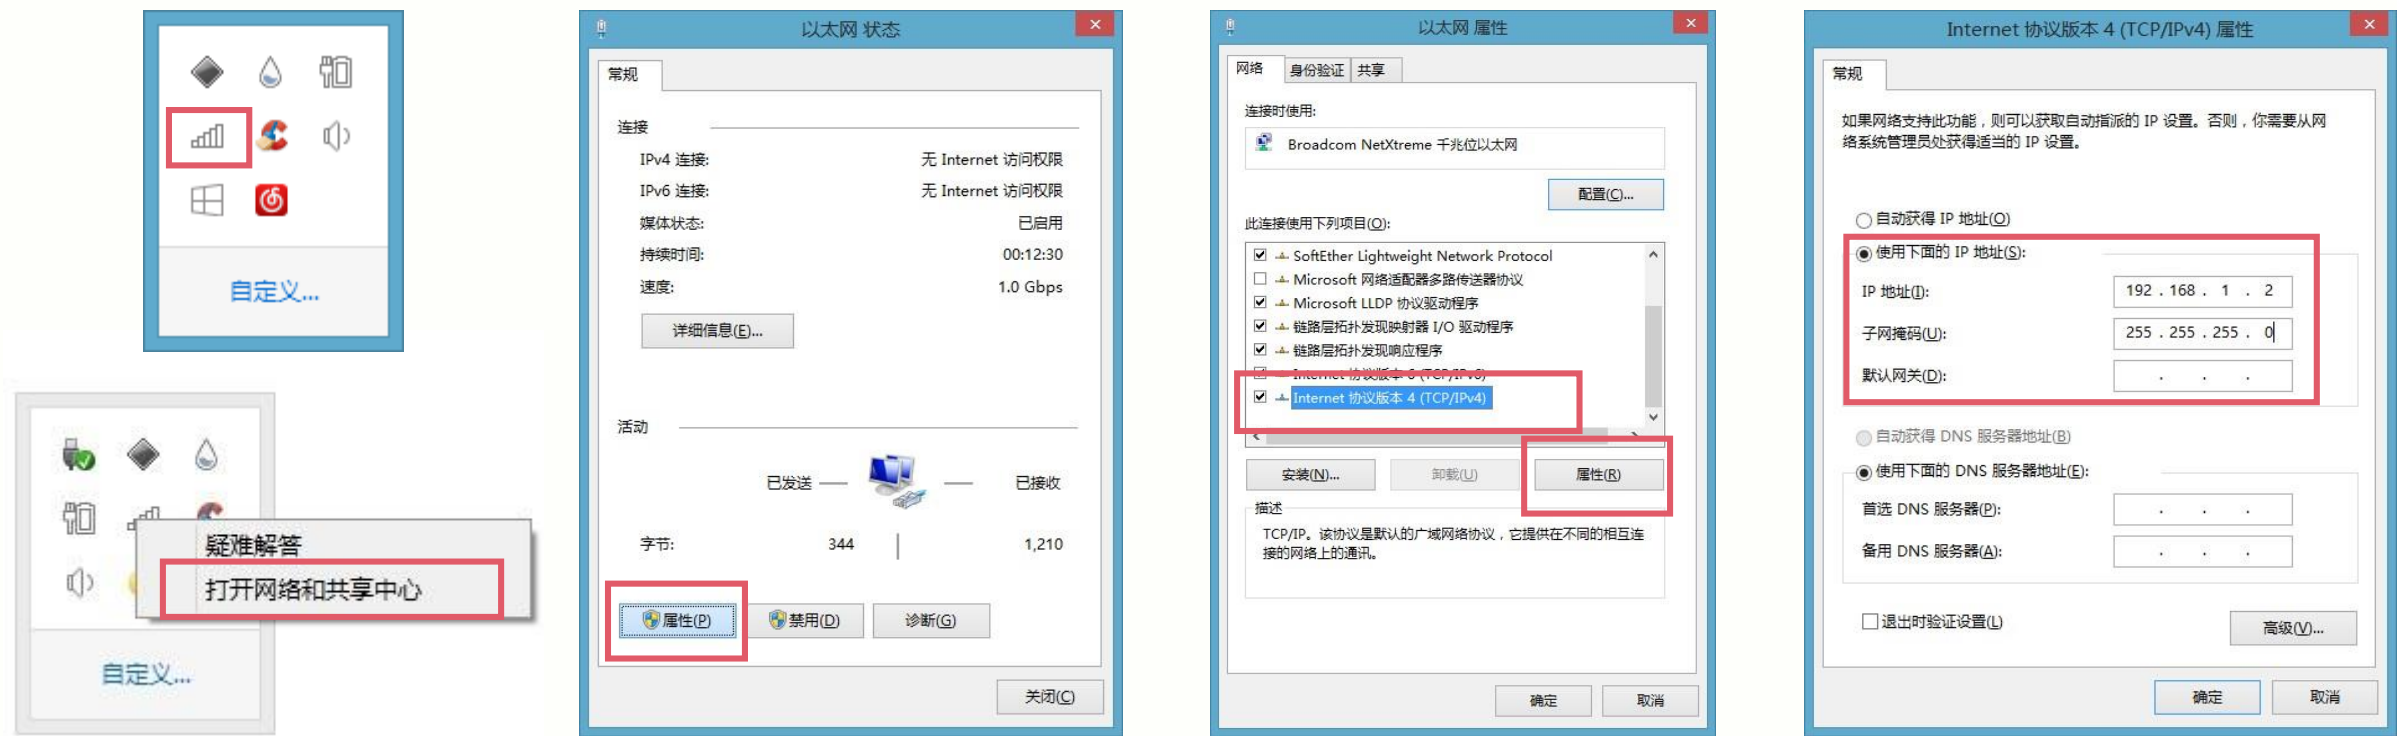 自定义...
疑难解答
打开网络和共享中心
自定义...
以太网 状态
常规
连接
IPv4 连接: 无 Internet 访问权限
IPv6 连接: 无 Internet 访问权限
媒体状态: 已启用
持续时间: 00:12:30
速度: 1.0 Gbps
详细信息(E)...
活动
已发送 — — 已接收
字节: 344 | 1,210
属性(P) 禁用(D) 诊断(G)
关闭(C)
以太网 属性
网络 身份验证 共享
连接时使用:
Broadcom NetXtreme 千兆位以太网
配置(C)...
此连接使用下列项目(O):
SoftEther Lightweight Network Protocol
Microsoft 网络适配器多路传送器协议
Microsoft LLDP 协议驱动程序
链路层拓扑发现映射器 I/O 驱动程序
链路层拓扑发现响应程序
Internet 协议版本 6 (TCP/IPv6)
Internet 协议版本 4 (TCP/IPv4)
安装(N)... 卸载(U) 属性(R)
描述
TCP/IP。该协议是默认的广域网络协议，它提供在不同的相互连
接的网络上的通讯。
确定 取消
Internet 协议版本 4 (TCP/IPv4) 属性
常规
如果网络支持此功能，则可以获取自动指派的 IP 设置。否则，你需要从网
络系统管理员处获得适当的 IP 设置。
自动获得 IP 地址(O)
使用下面的 IP 地址(S):
IP 地址(I): 192 . 168 . 1 . 2
子网掩码(U): 255 . 255 . 255 . 0
默认网关(D): . . .
自动获得 DNS 服务器地址(B)
使用下面的 DNS 服务器地址(E):
首选 DNS 服务器(P): . . .
备用 DNS 服务器(A): . . .
退出时验证设置(L)
高级(V)...
确定 取消